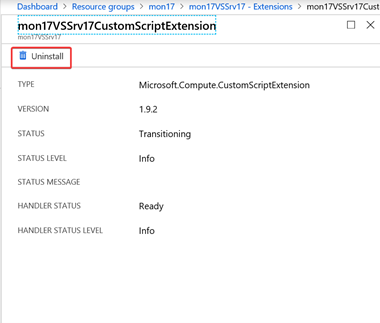 Dashboard > Resource groups > mon17 > mon17VSSrv17 - Extensions > mon17VSSrv17Cust
mon17VSSrv17CustomScriptExtension
mon17VSSrv17
Uninstall
TYPE Microsoft.Compute.CustomScriptExtension
VERSION 1.9.2
STATUS Transitioning
STATUS LEVEL Info
STATUS MESSAGE
HANDLER STATUS Ready
HANDLER STATUS LEVEL Info